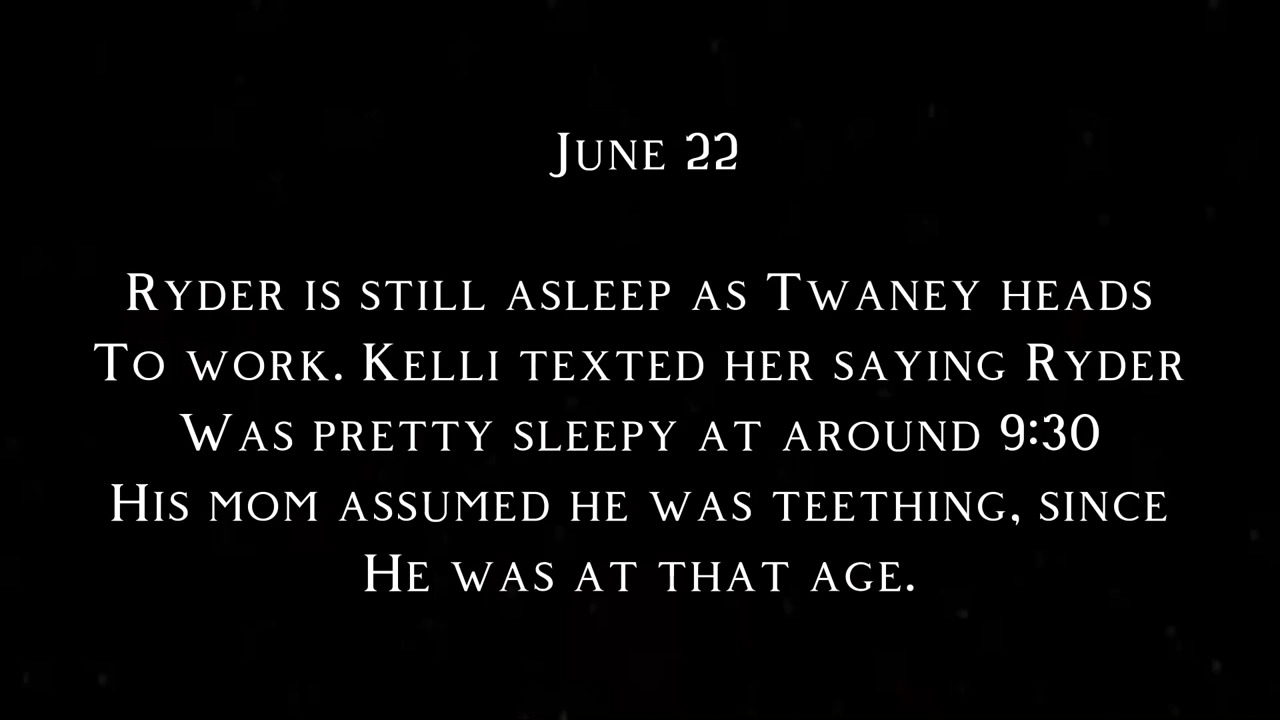 June 22
Ryder is still asleep as Twaney heads
To work. Kelli texted her saying Ryder
Was pretty sleepy at around 9:30
His mom assumed he was teething, since
He was at that age.